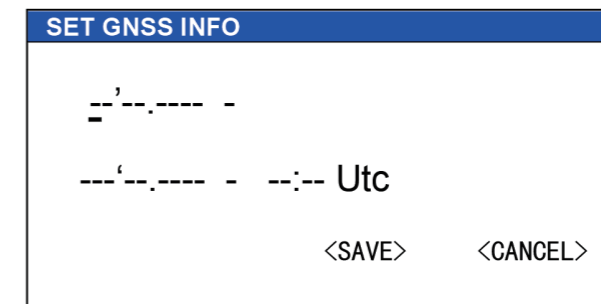 SET GNSS INFO
--’--.---- -
---‘--.---- - --:-- Utc
<SAVE> <CANCEL>